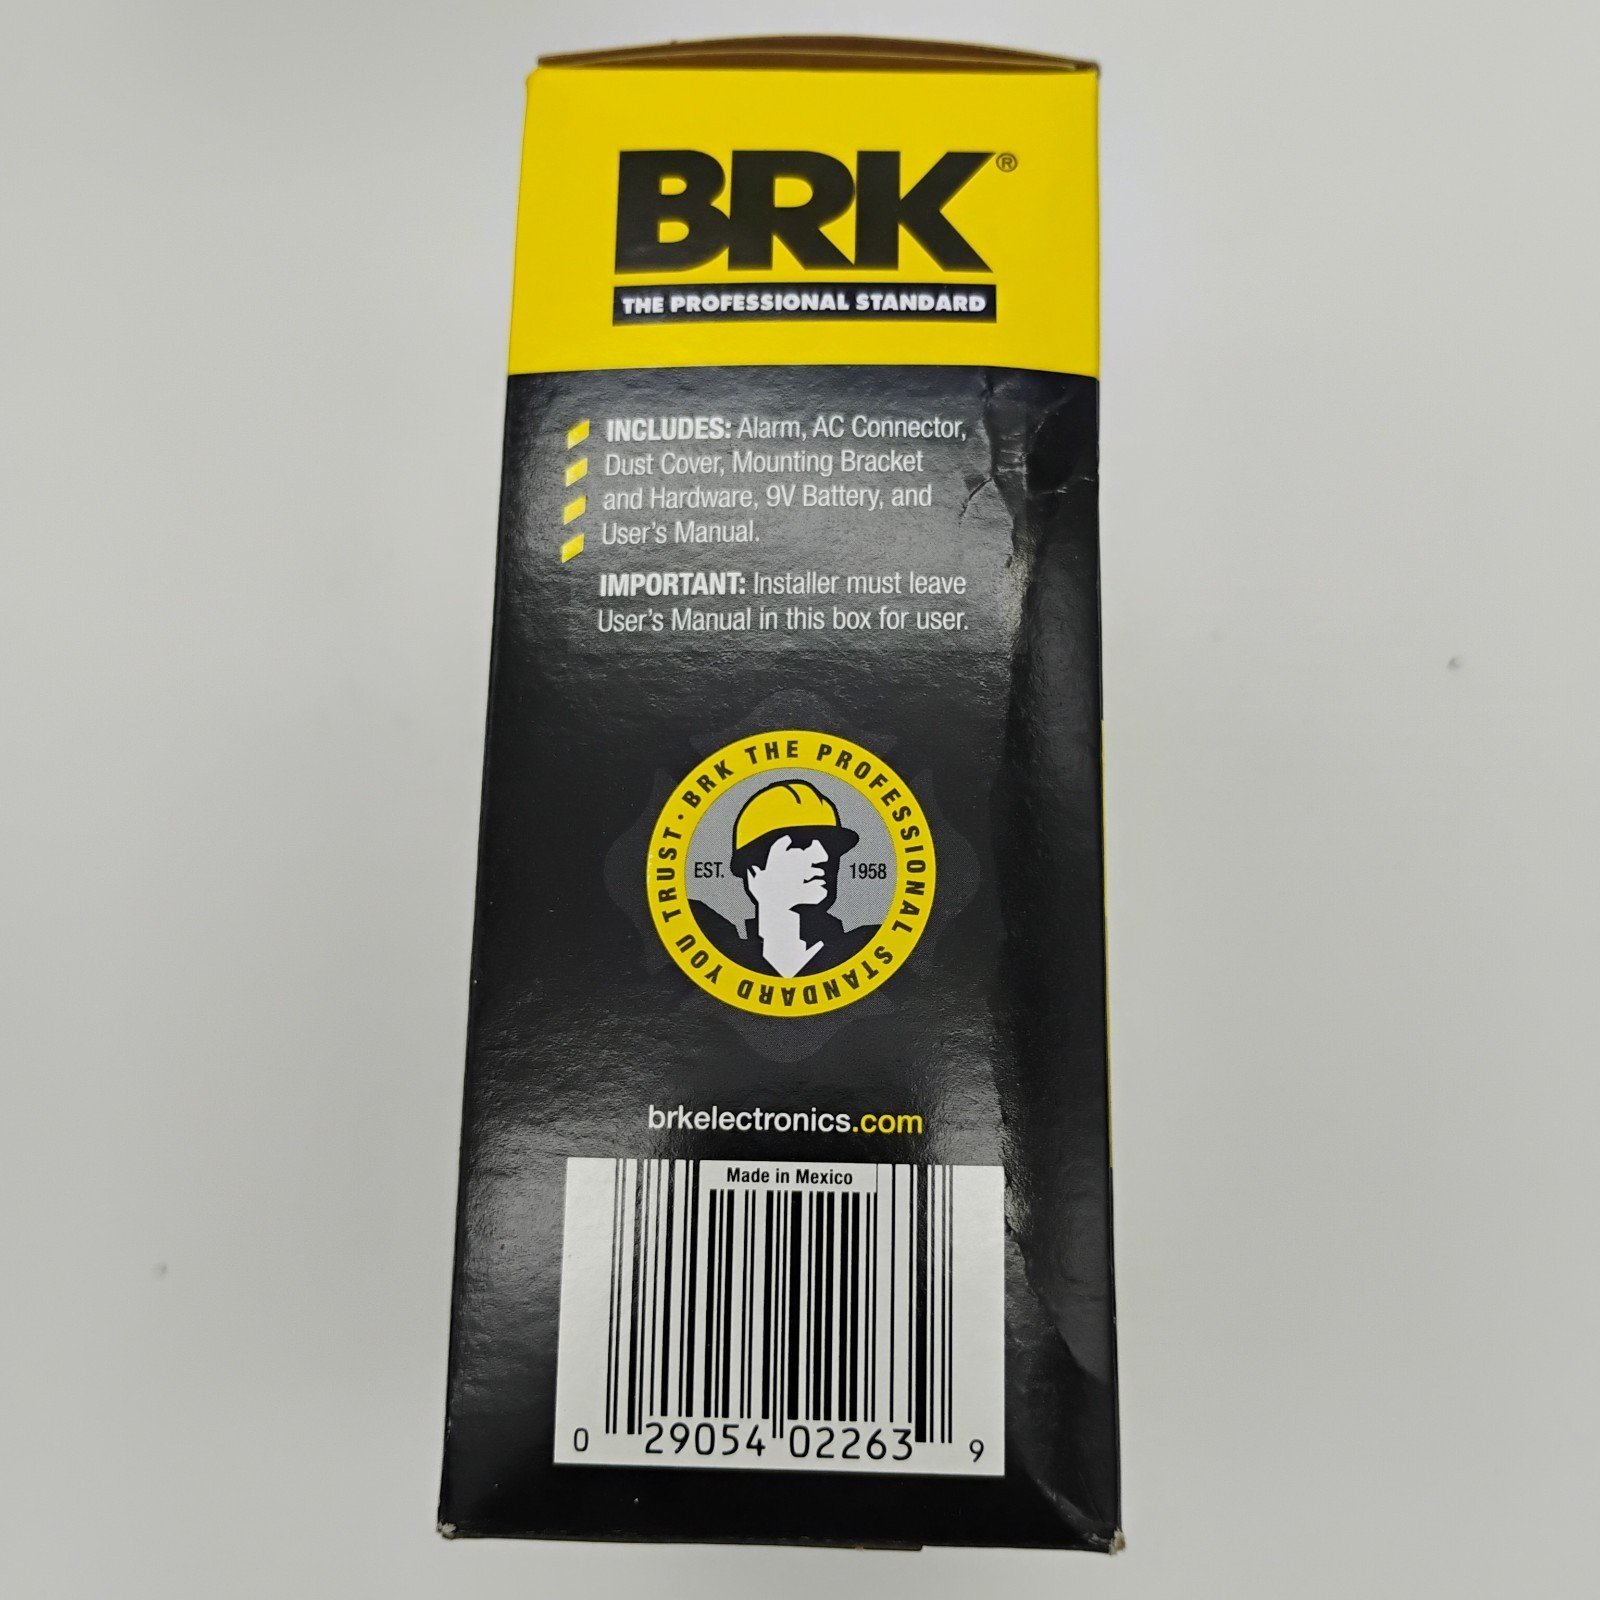 BRK®
THE PROFESSIONAL STANDARD
INCLUDES: Alarm, AC Connector,
Dust Cover, Mounting Bracket
and Hardware, 9V Battery, and
User's Manual.
IMPORTANT: Installer must leave
User's Manual in this box for user.
BRK THE PROFESSIONAL STANDARD YOU TRUST •
EST. 1958
brkelectronics.com
Made in Mexico
0 29054 02263 9